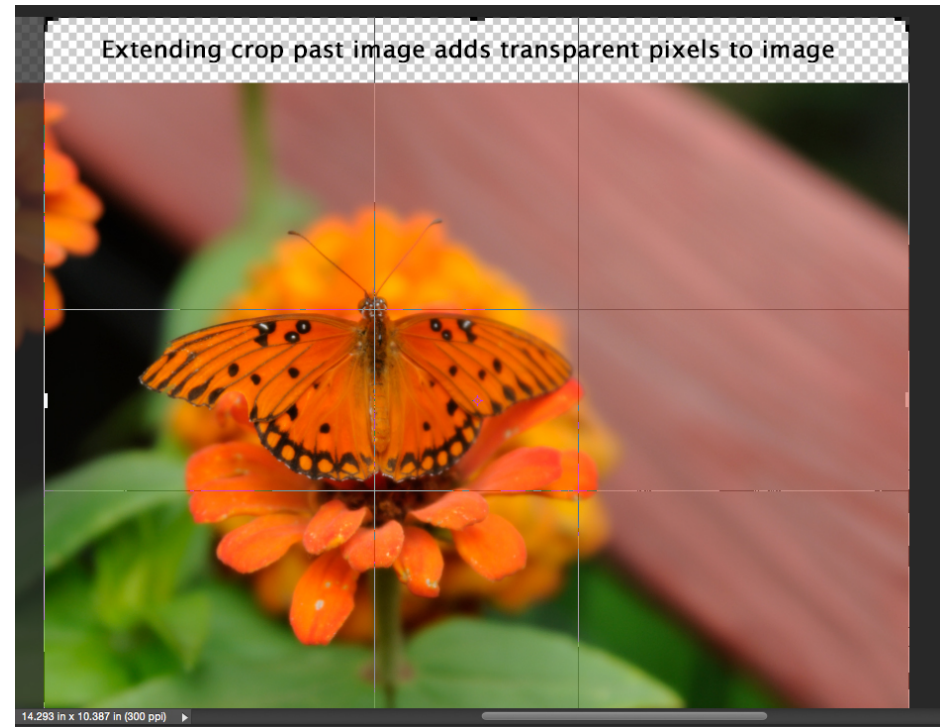 Extending crop past image adds transparent pixels to image
14.293 in x 10.387 in (300 ppi)